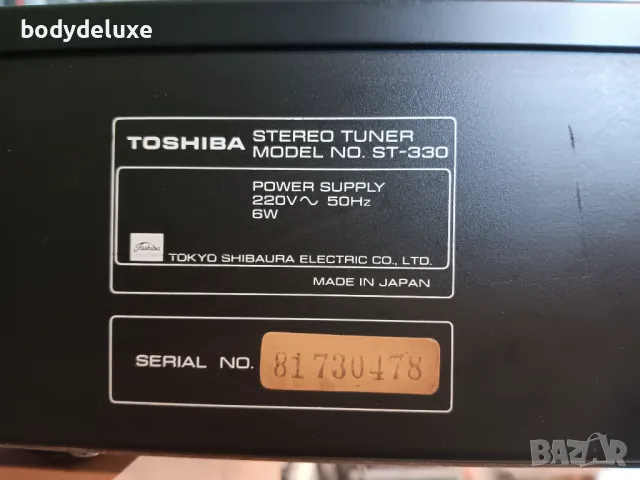 bodydeluxe
TOSHIBA STEREO TUNER
MODEL NO. ST-330
POWER SUPPLY
220V~ 50Hz
6W
Toshiba
TOKYO SHIBAURA ELECTRIC CO., LTD.
MADE IN JAPAN
SERIAL NO. 81730478
BAZAR